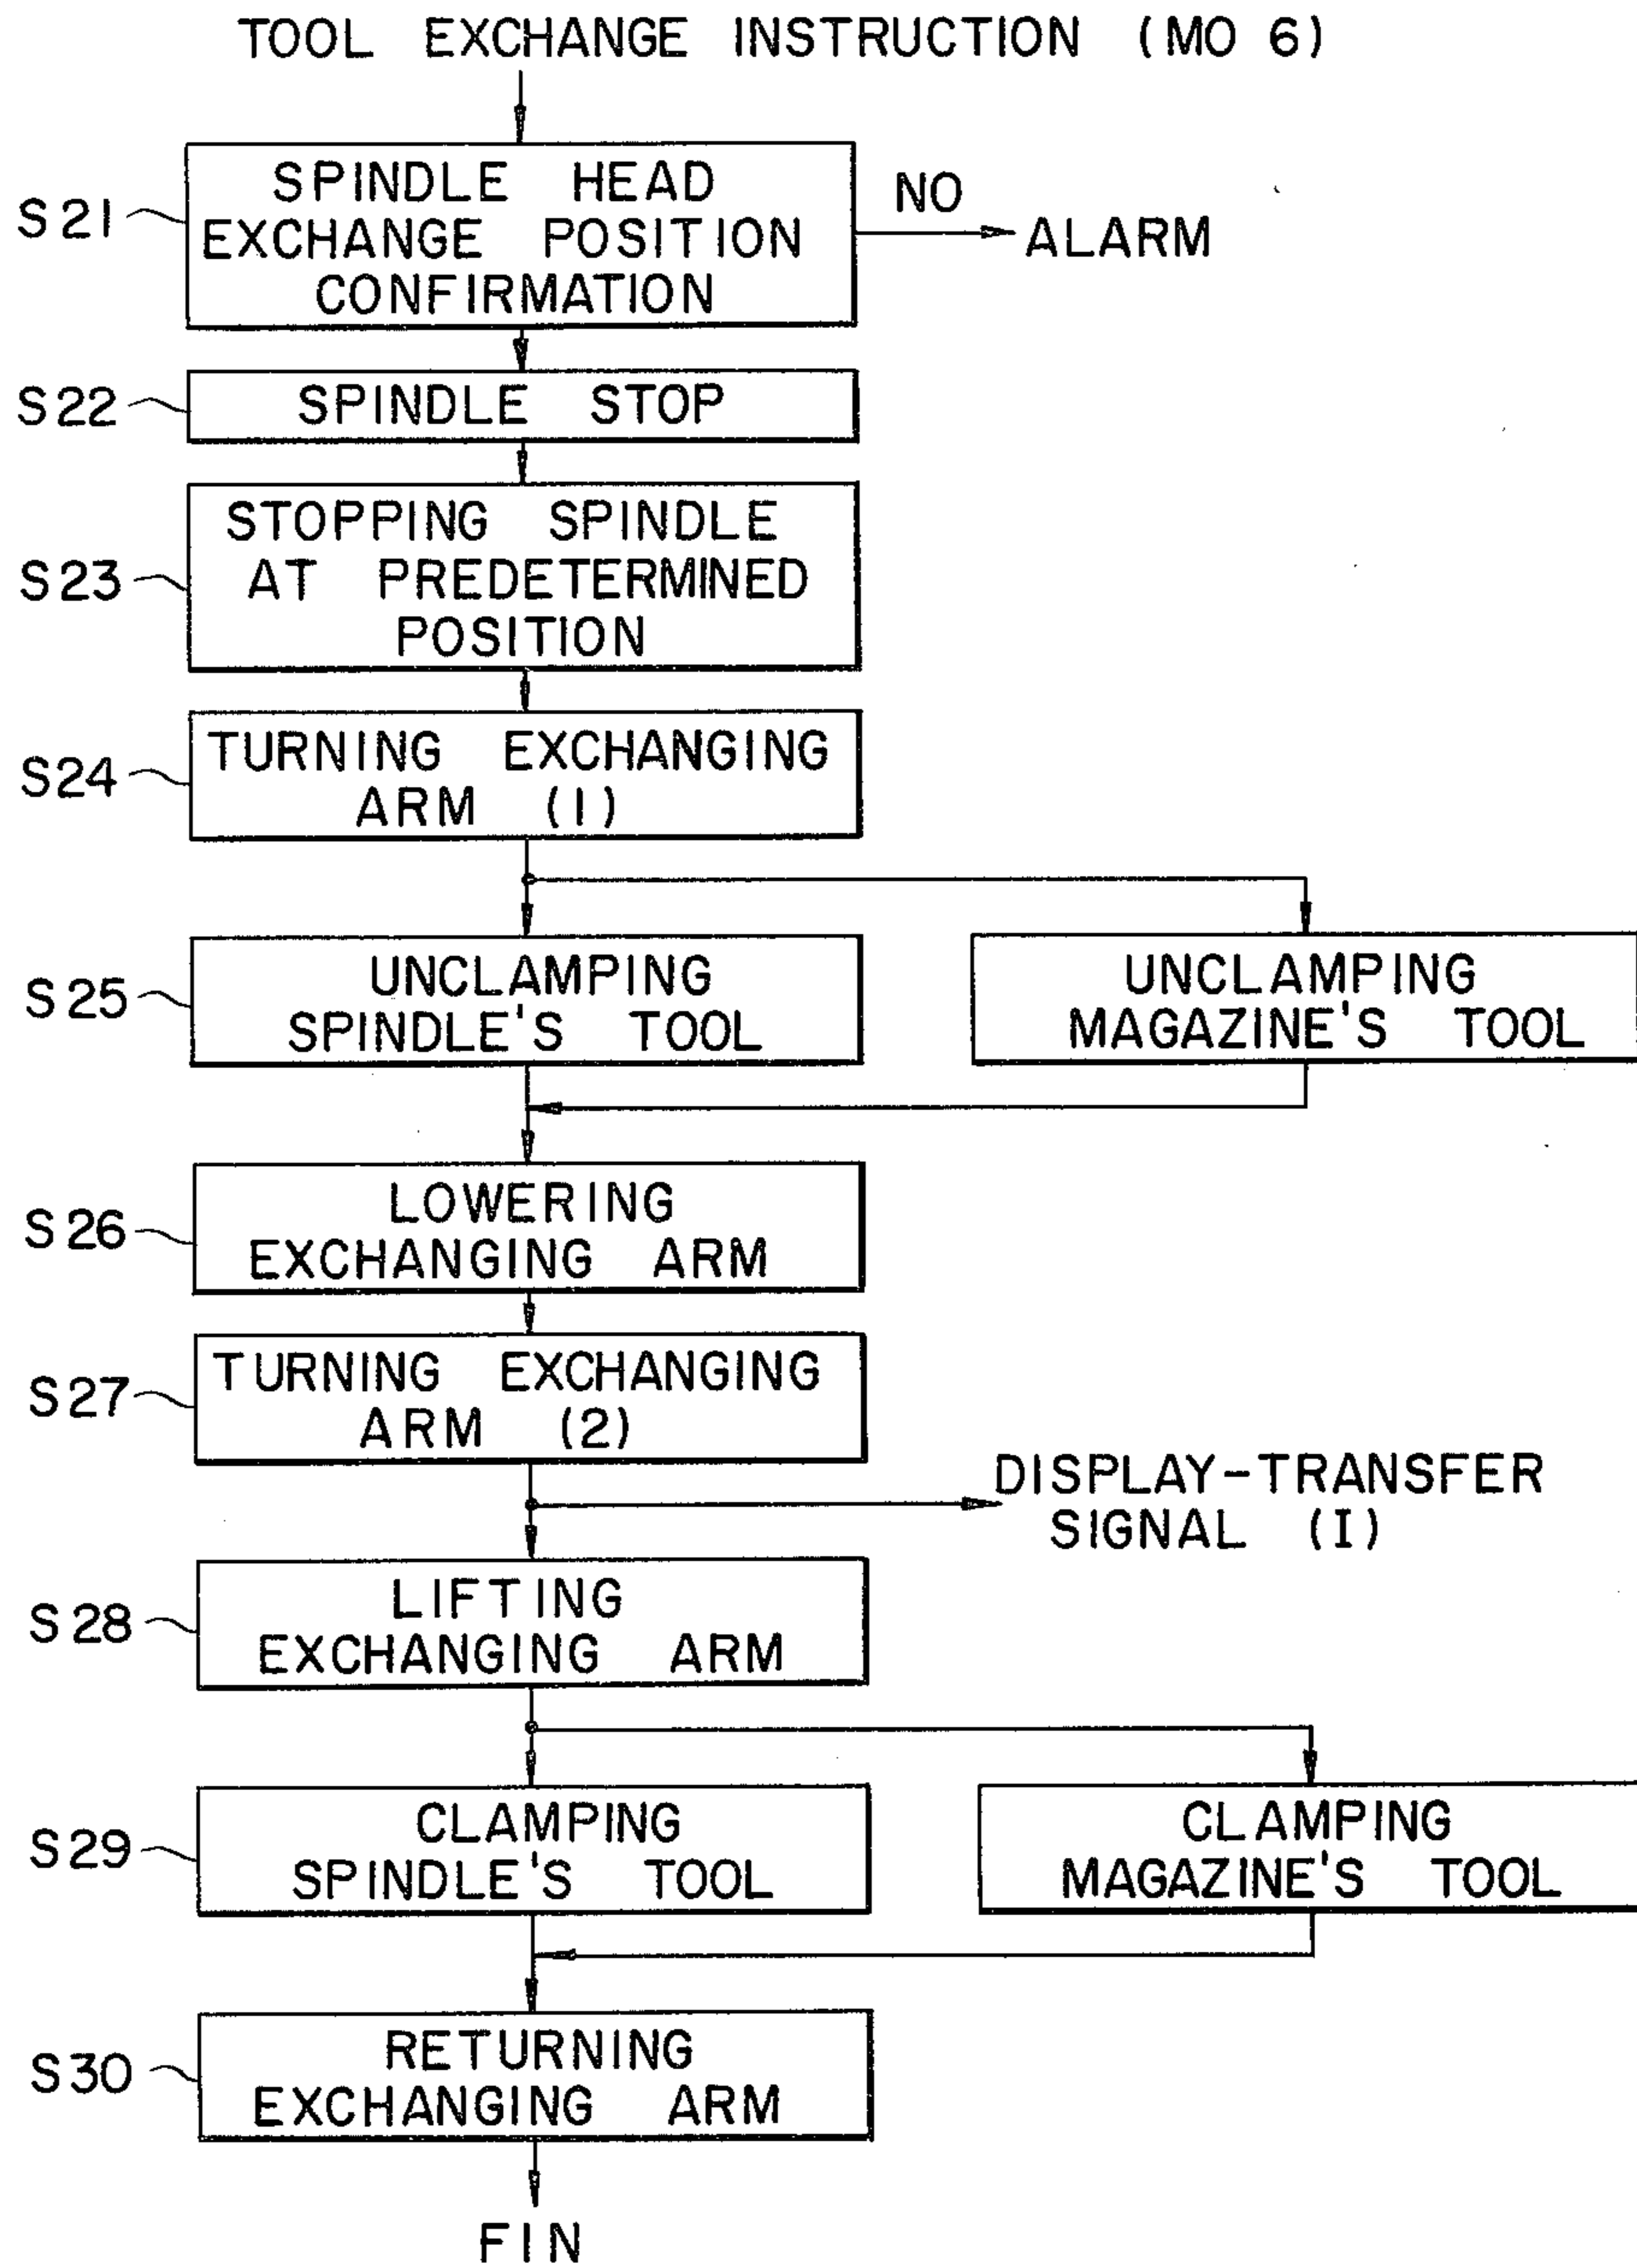 TOOL EXCHANGE INSTRUCTION (MO 6)
SPINDLE HEAD
EXCHANGE POSITION
CONFIRMATION
S21
NO
ALARM
S22
SPINDLE STOP
S23
STOPPING SPINDLE
AT PREDETERMINED
POSITION
S24
TURNING EXCHANGING
ARM (1)
S25
UNCLAMPING
SPINDLE'S TOOL
UNCLAMPING
MAGAZINE'S TOOL
S26
LOWERING
EXCHANGING ARM
S27
TURNING EXCHANGING
ARM (2)
DISPLAY-TRANSFER
SIGNAL (I)
S28
LIFTING
EXCHANGING ARM
S29
CLAMPING
SPINDLE'S TOOL
CLAMPING
MAGAZINE'S TOOL
S30
RETURNING
EXCHANGING ARM
FIN